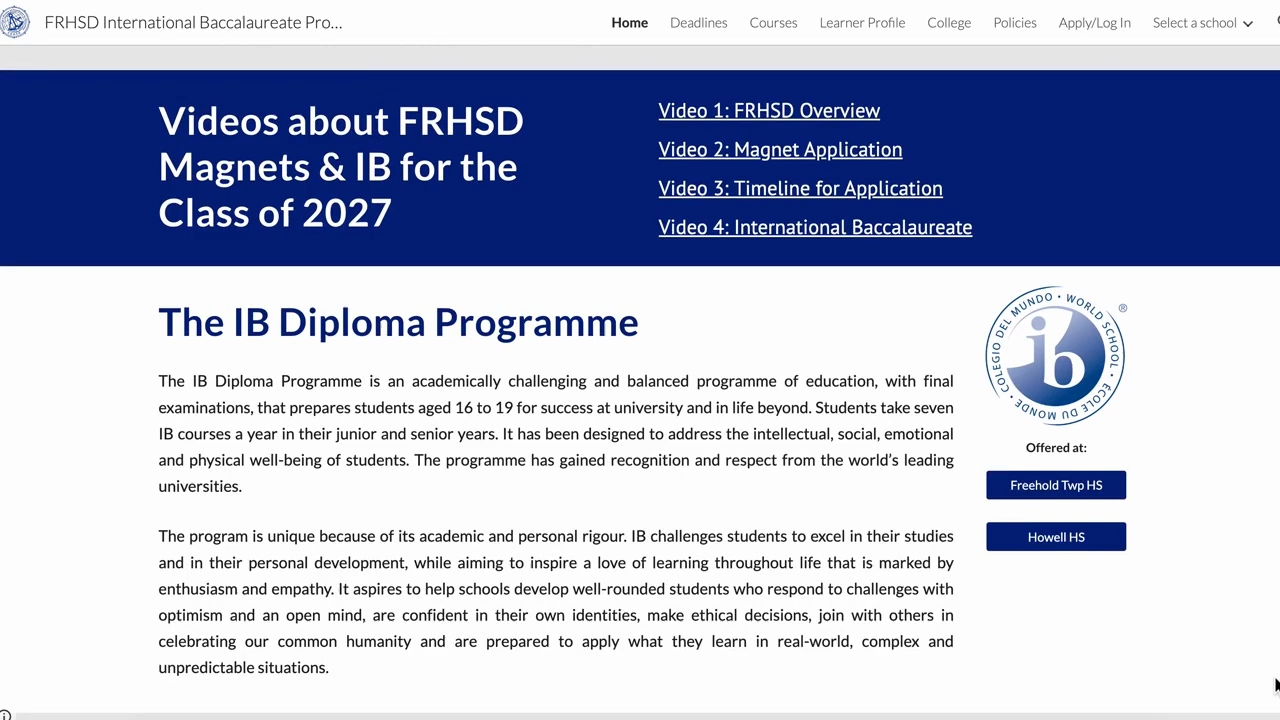 FRHSD International Baccalaureate Pro...
Home Deadlines Courses Learner Profile College Policies Apply/Log In Select a school
Videos about FRHSD
Magnets & IB for the
Class of 2027
Video 1: FRHSD Overview
Video 2: Magnet Application
Video 3: Timeline for Application
Video 4: International Baccalaureate
The IB Diploma Programme
The IB Diploma Programme is an academically challenging and balanced programme of education, with final
examinations, that prepares students aged 16 to 19 for success at university and in life beyond. Students take seven
IB courses a year in their junior and senior years. It has been designed to address the intellectual, social, emotional
and physical well-being of students. The programme has gained recognition and respect from the world's leading
universities.
The program is unique because of its academic and personal rigour. IB challenges students to excel in their studies
and in their personal development, while aiming to inspire a love of learning throughout life that is marked by
enthusiasm and empathy. It aspires to help schools develop well-rounded students who respond to challenges with
optimism and an open mind, are confident in their own identities, make ethical decisions, join with others in
celebrating our common humanity and are prepared to apply what they learn in real-world, complex and
unpredictable situations.
COLEGIO DEL MUNDO • WORLD SCHOOL • ÉCOLE DU MONDE •
ib
®
Offered at:
Freehold Twp HS
Howell HS